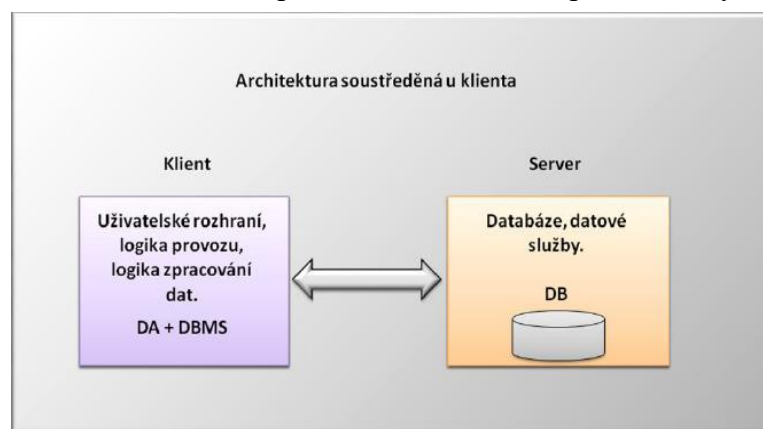 Architektura soustředěná u klienta
Klient
Server
Uživatelské rozhraní,
logika provozu,
logika zpracování
dat.
DA + DBMS
Databáze, datové
služby.
DB